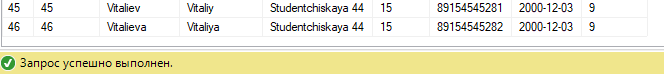 45 45 Vitaliev Vitaliy Studentchiskaya 44 15 89154545281 2000-12-03 9
46 46 Vitalieva Vitaliya Studentchiskaya 44 15 89154545282 2000-12-03 9
Запрос успешно выполнен.